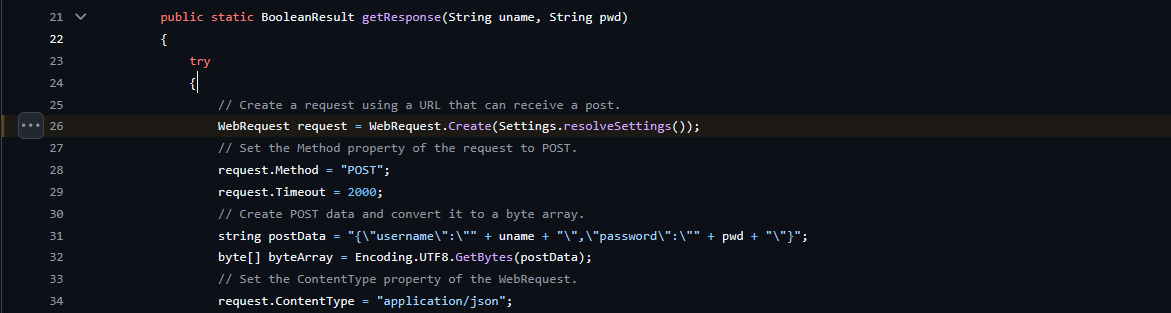 21 public static BooleanResult getResponse(String uname, String pwd)
22 {
23 try
24 {
25 // Create a request using a URL that can receive a post.
26 WebRequest request = WebRequest.Create(Settings.resolveSettings());
27 // Set the Method property of the request to POST.
28 request.Method = "POST";
29 request.Timeout = 2000;
30 // Create POST data and convert it to a byte array.
31 string postData = "{\"username\":\"" + uname + "\",\"password\":\"" + pwd + "\"}";
32 byte[] byteArray = Encoding.UTF8.GetBytes(postData);
33 // Set the ContentType property of the WebRequest.
34 request.ContentType = "application/json";